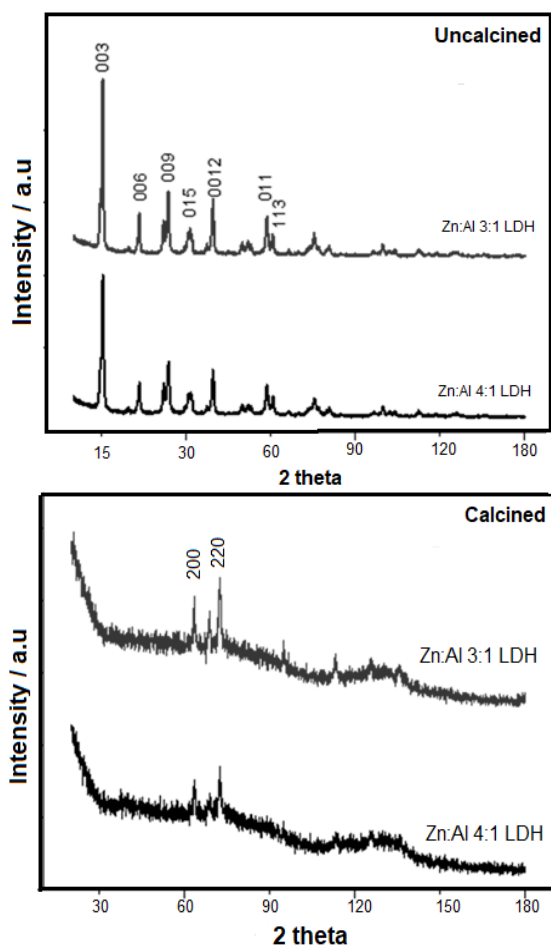 Uncalcined
003
006
009
015
0012
011
113
Zn:Al 3:1 LDH
Zn:Al 4:1 LDH
Intensity / a.u
15 30 60 90 120 150 180
2 theta
Calcined
200
220
Zn:Al 3:1 LDH
Zn:Al 4:1 LDH
Intensity / a.u
30 60 90 120 150 180
2 theta